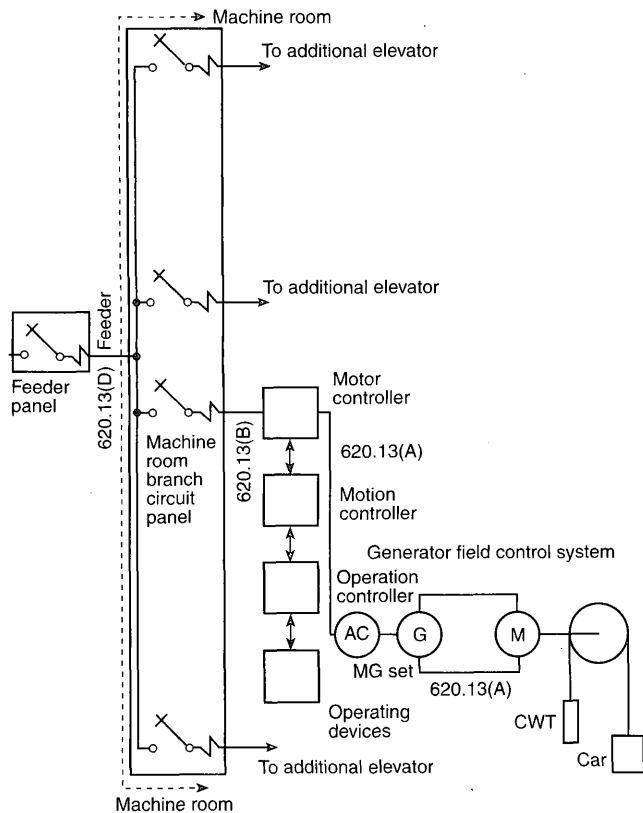 Machine room
To additional elevator
To additional elevator
Feeder
Feeder
panel
620.13(D)
Machine
room
branch
circuit
panel
620.13(B)
Motor
controller
620.13(A)
Motion
controller
Generator field control system
Operation
controller
AC
G
M
MG set
620.13(A)
Operating
devices
CWT
Car
To additional elevator
Machine room